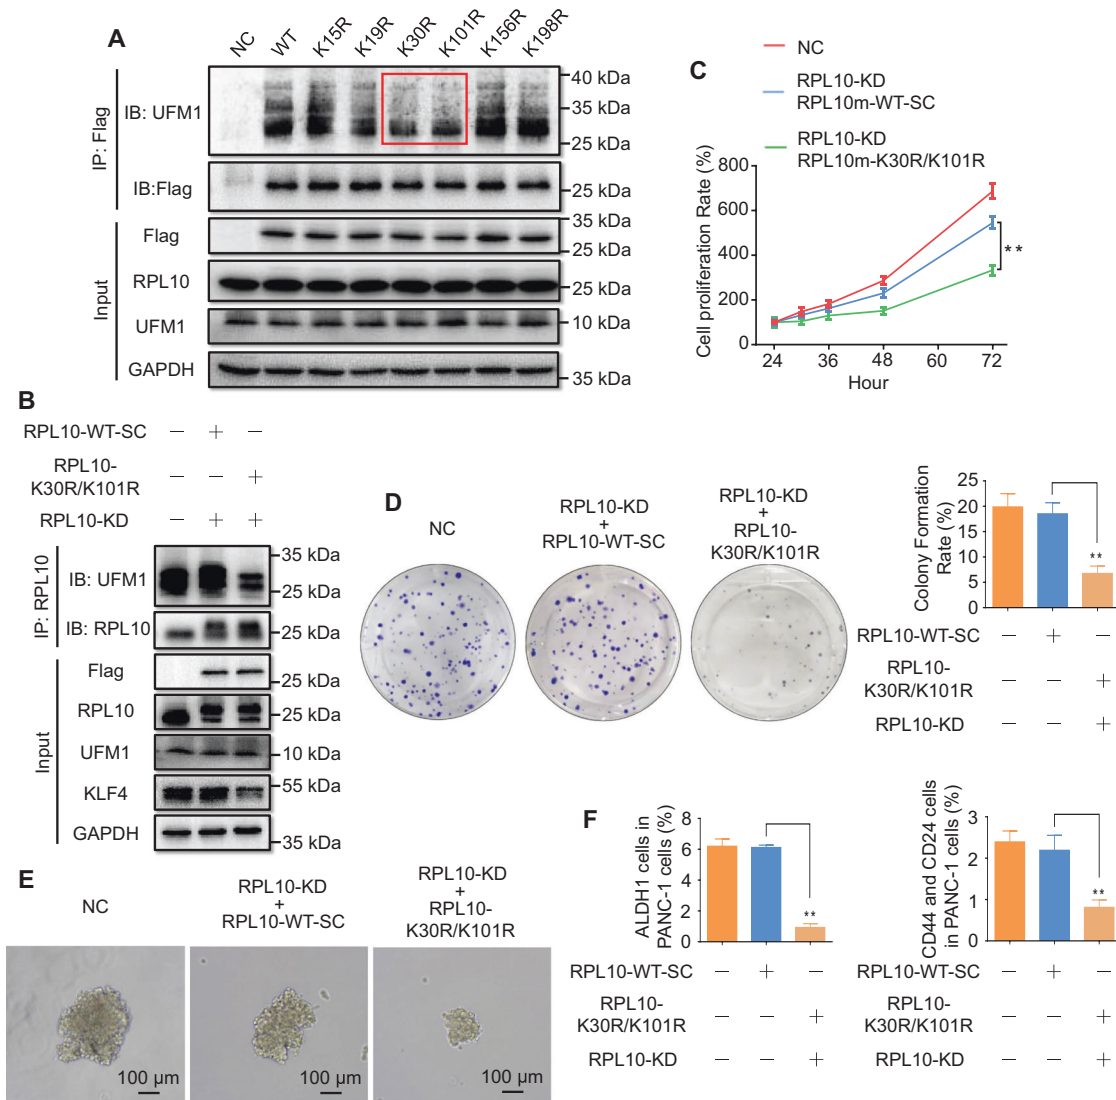 A
NC
WT
K15R
K19R
K30R
K101R
K156R
K198R
IP: Flag
IB: UFM1
40 kDa
35 kDa
25 kDa
IB:Flag
25 kDa
Input
Flag
35 kDa
25 kDa
RPL10
25 kDa
UFM1
10 kDa
GAPDH
35 kDa
B
RPL10-WT-SC
— + —
RPL10-
K30R/K101R
— — +
RPL10-KD
— + +
IP: RPL10
IB: UFM1
35 kDa
25 kDa
IB: RPL10
25 kDa
Input
Flag
25 kDa
RPL10
25 kDa
UFM1
10 kDa
KLF4
55 kDa
GAPDH
35 kDa
C
NC
RPL10-KD
RPL10m-WT-SC
RPL10-KD
RPL10m-K30R/K101R
Cell proliferation Rate (%)
800
600
400
200
0
24 36 48 60 72
Hour
**
D
NC
RPL10-KD
+
RPL10-WT-SC
RPL10-KD
+
RPL10-
K30R/K101R
Colony Formation
Rate (%)
25
20
15
10
5
0
**
RPL10-WT-SC
— + —
RPL10-
K30R/K101R
— — +
RPL10-KD
— — +
E
NC
RPL10-KD
+
RPL10-WT-SC
RPL10-KD
+
RPL10-
K30R/K101R
100 μm
100 μm
100 μm
F
ALDH1 cells in
PANC-1 cells (%)
8
6
4
2
0
**
RPL10-WT-SC
— + —
RPL10-
K30R/K101R
— — +
RPL10-KD
— — +
CD44 and CD24 cells
in PANC-1 cells (%)
3
2
1
0
**
RPL10-WT-SC
— + —
RPL10-
K30R/K101R
— — +
RPL10-KD
— — +